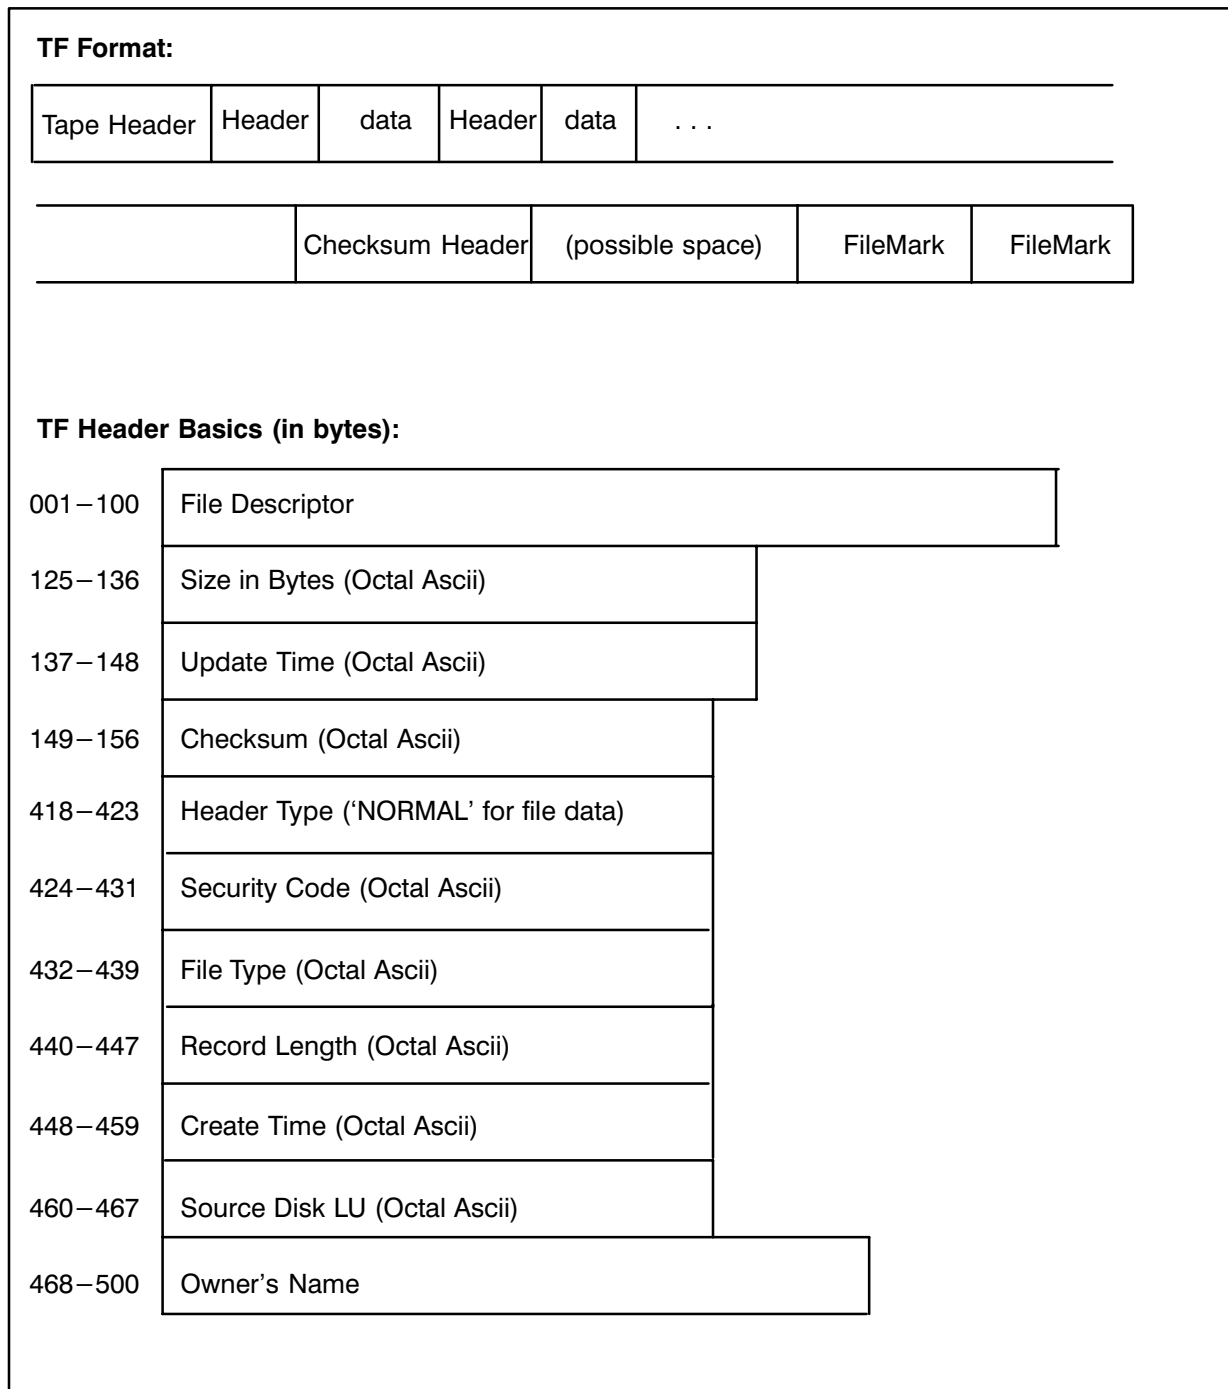 TF Format:
Tape Header Header data Header data . . .
Checksum Header (possible space) FileMark FileMark
TF Header Basics (in bytes):
001−100 File Descriptor
125−136 Size in Bytes (Octal Ascii)
137−148 Update Time (Octal Ascii)
149−156 Checksum (Octal Ascii)
418−423 Header Type (‘NORMAL’ for file data)
424−431 Security Code (Octal Ascii)
432−439 File Type (Octal Ascii)
440−447 Record Length (Octal Ascii)
448−459 Create Time (Octal Ascii)
460−467 Source Disk LU (Octal Ascii)
468−500 Owner’s Name